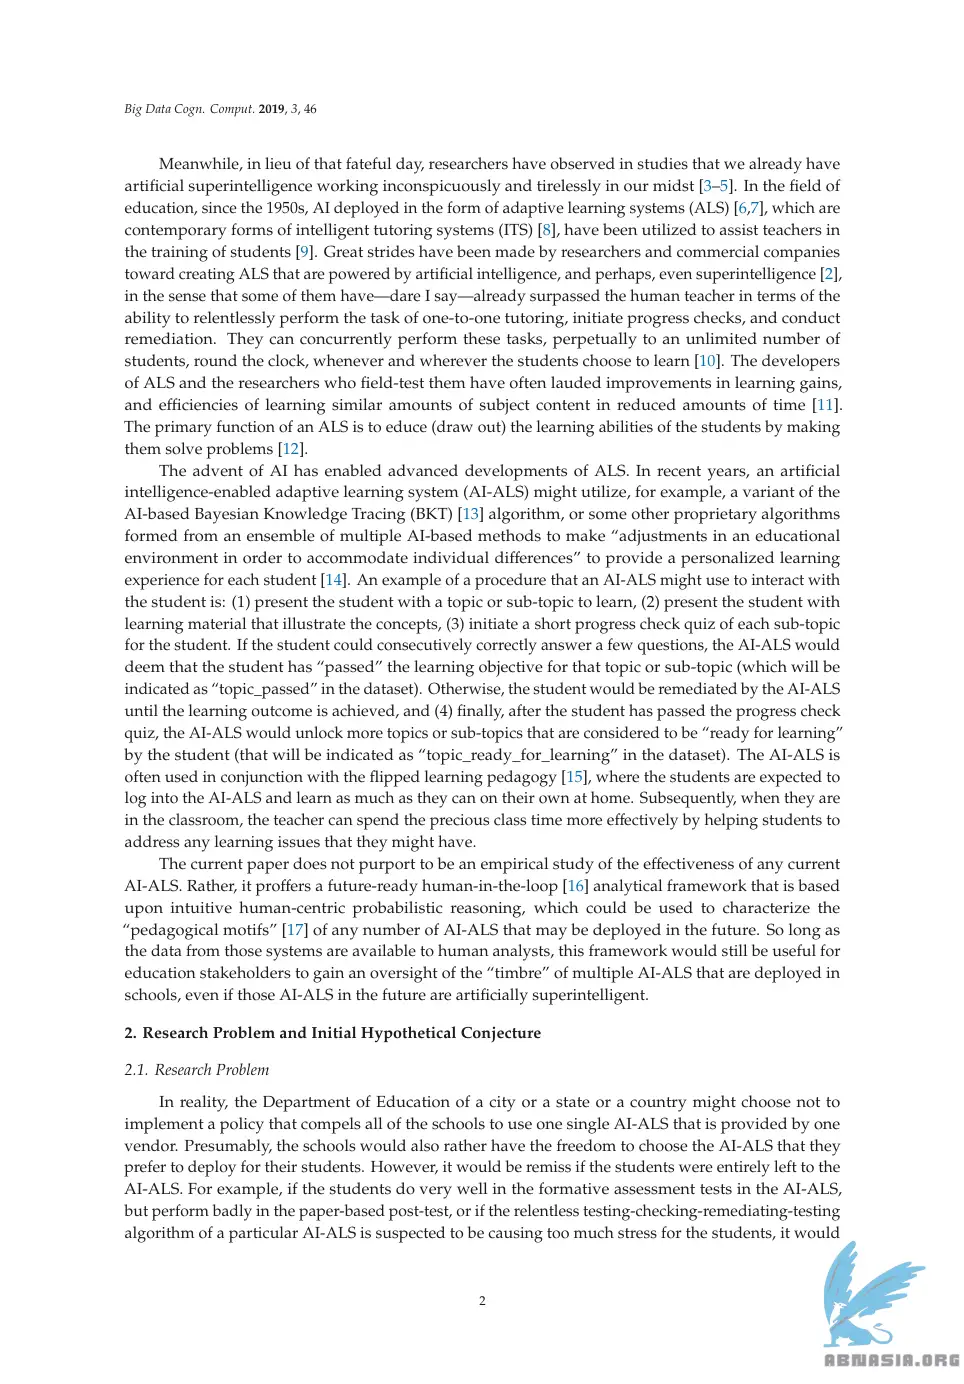 Big Data Cogn. Comput. 2019, 3, 46
Meanwhile, in lieu of that fateful day, researchers have observed in studies that we already have
artificial superintelligence working inconspicuously and tirelessly in our midst [3–5]. In the field of
education, since the 1950s, AI deployed in the form of adaptive learning systems (ALS) [6,7], which are
contemporary forms of intelligent tutoring systems (ITS) [8], have been utilized to assist teachers in
the training of students [9]. Great strides have been made by researchers and commercial companies
toward creating ALS that are powered by artificial intelligence, and perhaps, even superintelligence [2],
in the sense that some of them have—dare I say—already surpassed the human teacher in terms of the
ability to relentlessly perform the task of one-to-one tutoring, initiate progress checks, and conduct
remediation. They can concurrently perform these tasks, perpetually to an unlimited number of
students, round the clock, whenever and wherever the students choose to learn [10]. The developers
of ALS and the researchers who field-test them have often lauded improvements in learning gains,
and efficiencies of learning similar amounts of subject content in reduced amounts of time [11].
The primary function of an ALS is to educe (draw out) the learning abilities of the students by making
them solve problems [12].
The advent of AI has enabled advanced developments of ALS. In recent years, an artificial
intelligence-enabled adaptive learning system (AI-ALS) might utilize, for example, a variant of the
AI-based Bayesian Knowledge Tracing (BKT) [13] algorithm, or some other proprietary algorithms
formed from an ensemble of multiple AI-based methods to make “adjustments in an educational
environment in order to accommodate individual differences” to provide a personalized learning
experience for each student [14]. An example of a procedure that an AI-ALS might use to interact with
the student is: (1) present the student with a topic or sub-topic to learn, (2) present the student with
learning material that illustrate the concepts, (3) initiate a short progress check quiz of each sub-topic
for the student. If the student could consecutively correctly answer a few questions, the AI-ALS would
deem that the student has “passed” the learning objective for that topic or sub-topic (which will be
indicated as “topic_passed” in the dataset). Otherwise, the student would be remediated by the AI-ALS
until the learning outcome is achieved, and (4) finally, after the student has passed the progress check
quiz, the AI-ALS would unlock more topics or sub-topics that are considered to be “ready for learning”
by the student (that will be indicated as “topic_ready_for_learning” in the dataset). The AI-ALS is
often used in conjunction with the flipped learning pedagogy [15], where the students are expected to
log into the AI-ALS and learn as much as they can on their own at home. Subsequently, when they are
in the classroom, the teacher can spend the precious class time more effectively by helping students to
address any learning issues that they might have.
The current paper does not purport to be an empirical study of the effectiveness of any current
AI-ALS. Rather, it proffers a future-ready human-in-the-loop [16] analytical framework that is based
upon intuitive human-centric probabilistic reasoning, which could be used to characterize the
“pedagogical motifs” [17] of any number of AI-ALS that may be deployed in the future. So long as
the data from those systems are available to human analysts, this framework would still be useful for
education stakeholders to gain an oversight of the “timbre” of multiple AI-ALS that are deployed in
schools, even if those AI-ALS in the future are artificially superintelligent.
2. Research Problem and Initial Hypothetical Conjecture
2.1. Research Problem
In reality, the Department of Education of a city or a state or a country might choose not to
implement a policy that compels all of the schools to use one single AI-ALS that is provided by one
vendor. Presumably, the schools would also rather have the freedom to choose the AI-ALS that they
prefer to deploy for their students. However, it would be remiss if the students were entirely left to the
AI-ALS. For example, if the students do very well in the formative assessment tests in the AI-ALS,
but perform badly in the paper-based post-test, or if the relentless testing-checking-remediating-testing
algorithm of a particular AI-ALS is suspected to be causing too much stress for the students, it would
2
ABNASIA.ORG